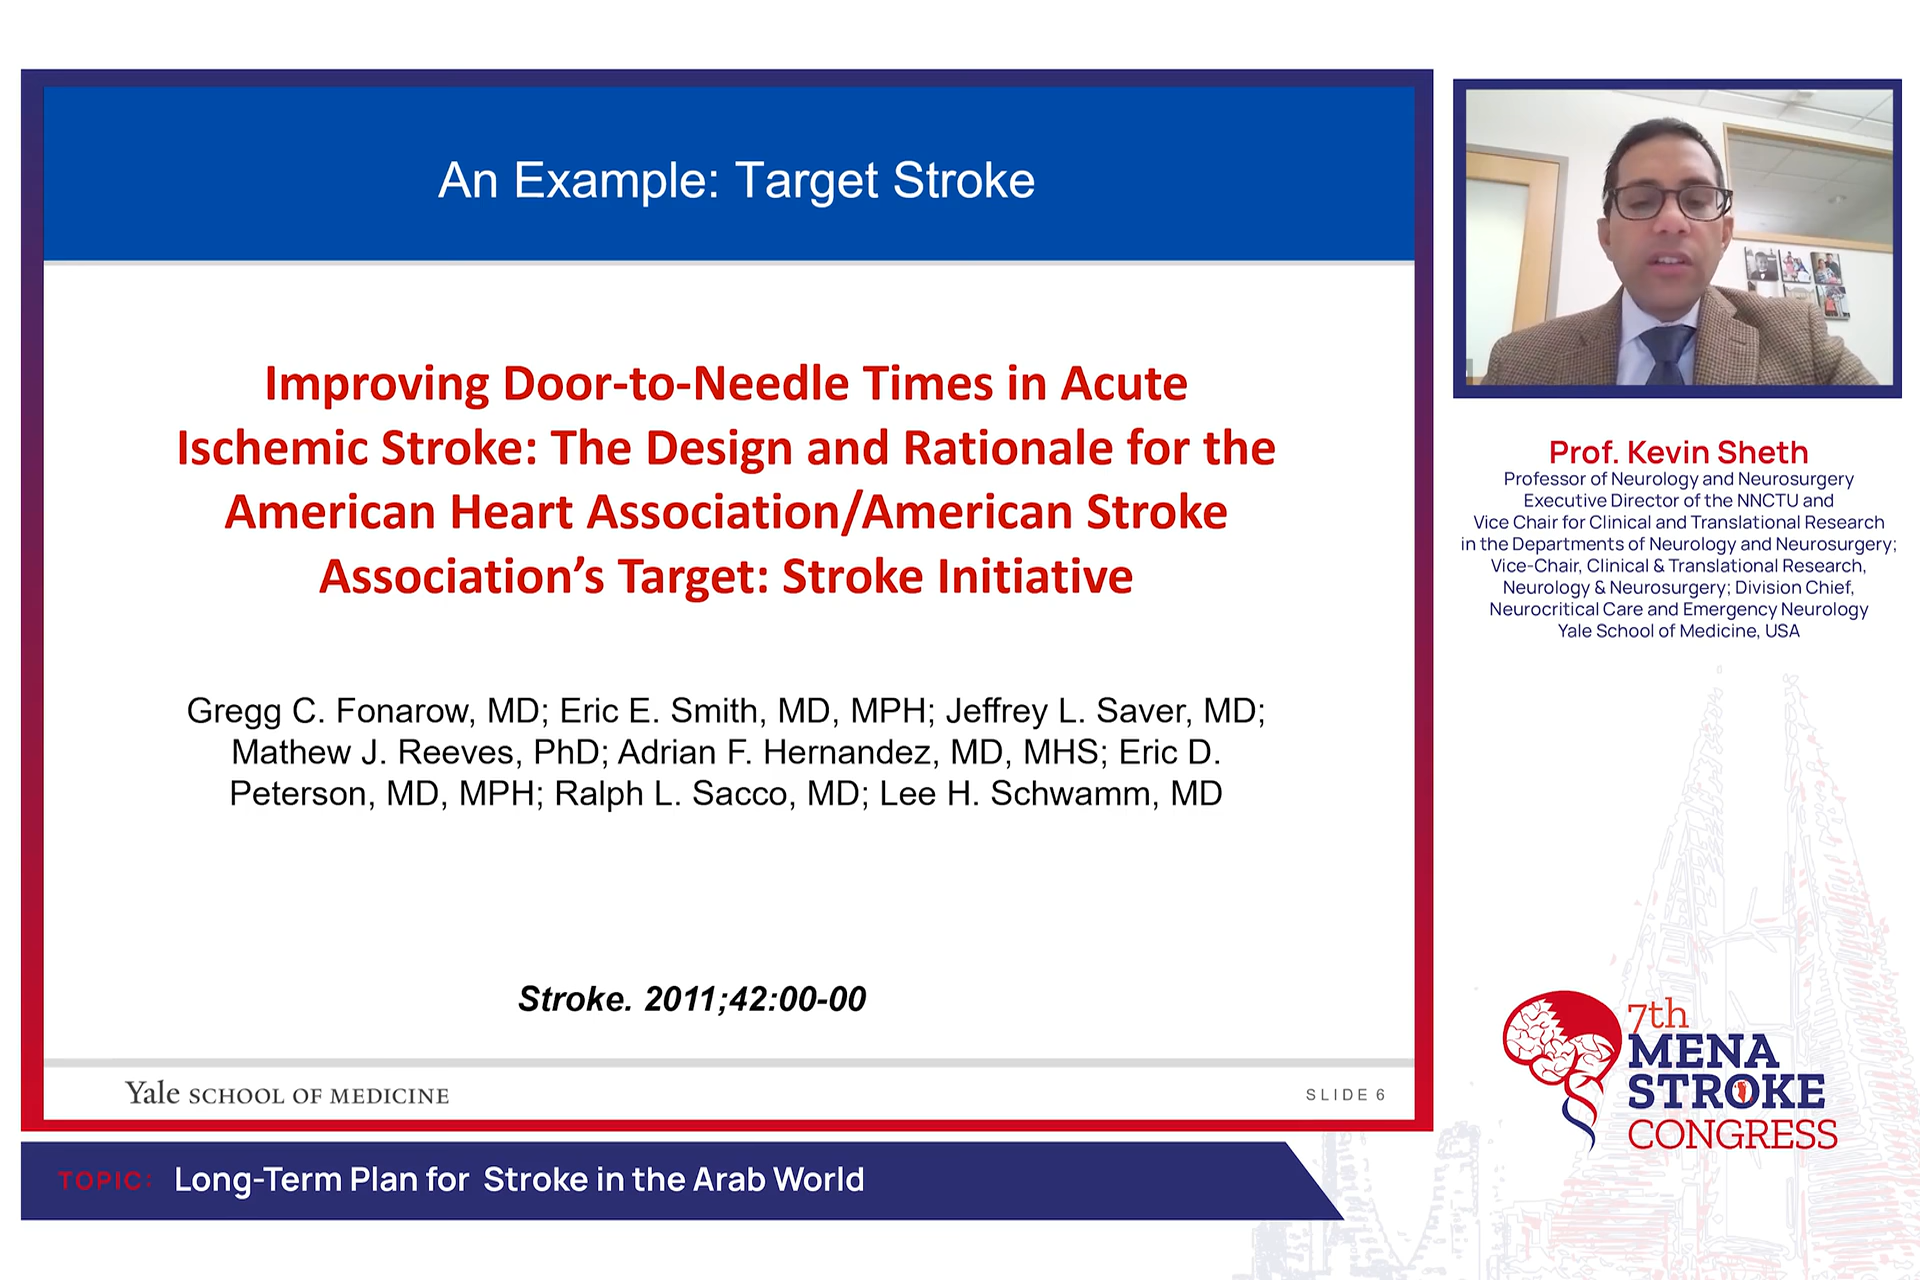 An Example: Target Stroke
Improving Door-to-Needle Times in Acute
Ischemic Stroke: The Design and Rationale for the
American Heart Association/American Stroke
Association’s Target: Stroke Initiative
Gregg C. Fonarow, MD; Eric E. Smith, MD, MPH; Jeffrey L. Saver, MD;
Mathew J. Reeves, PhD; Adrian F. Hernandez, MD, MHS; Eric D.
Peterson, MD, MPH; Ralph L. Sacco, MD; Lee H. Schwamm, MD
Stroke. 2011;42:00-00
Yale SCHOOL OF MEDICINE
SLIDE 6
Prof. Kevin Sheth
Professor of Neurology and Neurosurgery
Executive Director of the NNCTU and
Vice Chair for Clinical and Translational Research
in the Departments of Neurology and Neurosurgery;
Vice-Chair, Clinical & Translational Research,
Neurology & Neurosurgery; Division Chief,
Neurocritical Care and Emergency Neurology
Yale School of Medicine, USA
7th
MENA
STROKE
CONGRESS
TOPIC: Long-Term Plan for Stroke in the Arab World